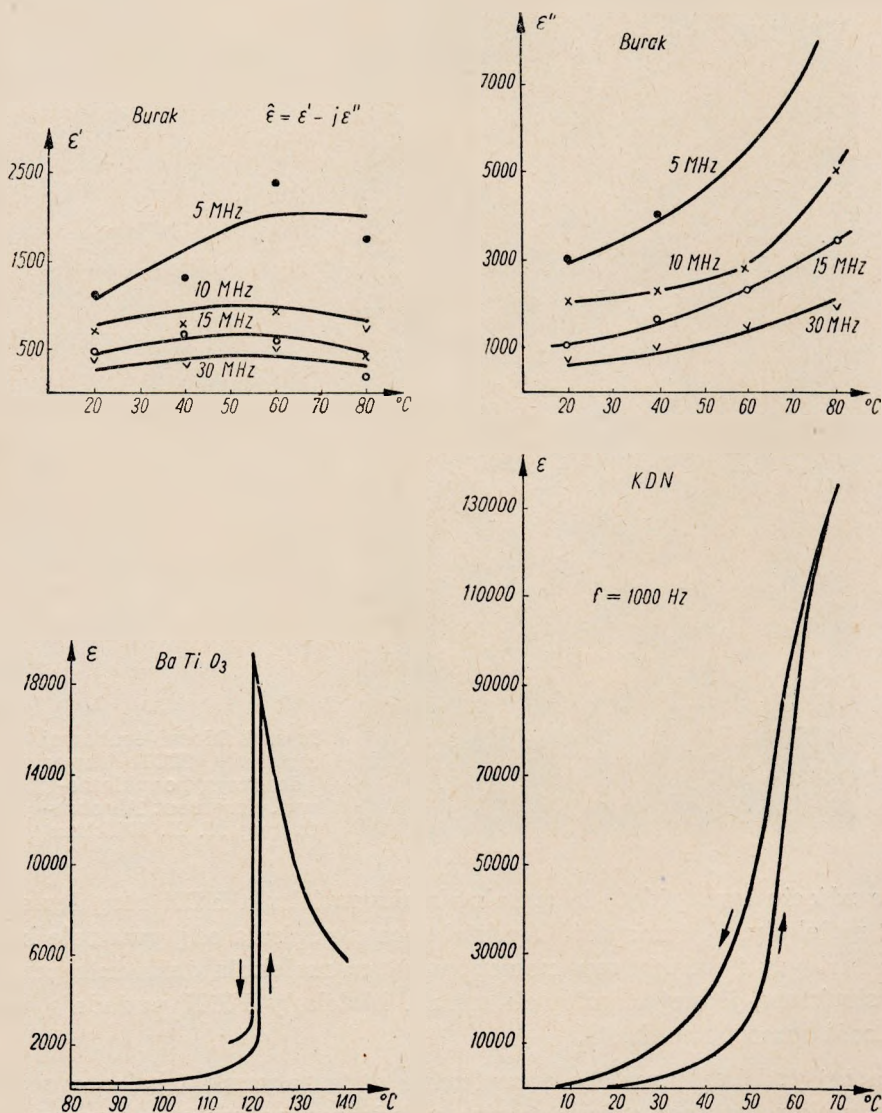 Burak
ε̂ = ε' - jε"
ε'
2500
1500
500
5 MHz
10 MHz
15 MHz
30 MHz
20 30 40 50 60 70 80 °C
ε"
Burak
7000
5000
3000
1000
5 MHz
10 MHz
15 MHz
30 MHz
20 30 40 50 60 70 80 °C
ε
Ba Ti O₃
18000
14000
10000
6000
2000
80 100 120 130 140 °C
ε
KDN
f = 1000 Hz
130000
110000
90000
70000
50000
30000
10000
10 20 30 40 50 60 70 °C